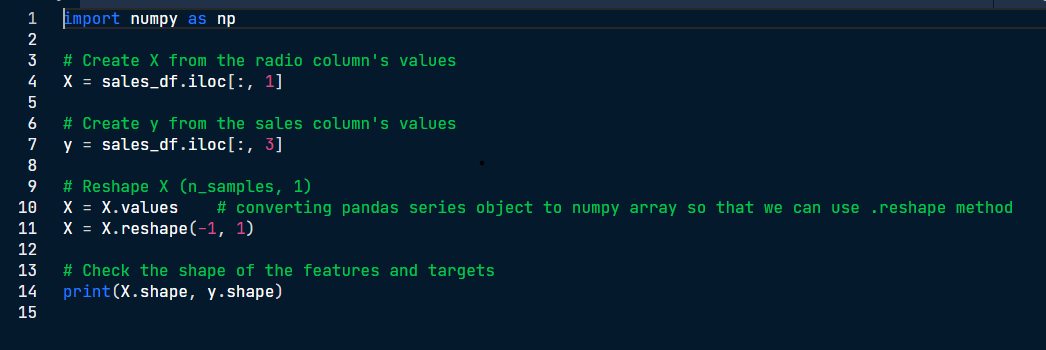 1 import numpy as np
2
3 # Create X from the radio column's values
4 X = sales_df.iloc[:, 1]
5
6 # Create y from the sales column's values
7 y = sales_df.iloc[:, 3]
8
9 # Reshape X (n_samples, 1)
10 X = X.values    # converting pandas series object to numpy array so that we can use .reshape method
11 X = X.reshape(-1, 1)
12
13 # Check the shape of the features and targets
14 print(X.shape, y.shape)
15